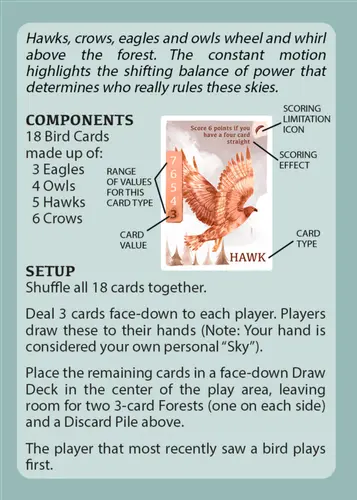 Hawks, crows, eagles and owls wheel and whirl
above the forest. The constant motion
highlights the shifting balance of power that
determines who really rules these skies.
COMPONENTS
18 Bird Cards
made up of:
3 Eagles
4 Owls
5 Hawks
6 Crows
RANGE
OF VALUES
FOR THIS
CARD TYPE
CARD
VALUE
Score 6 points if you
have a four card
straight
7
6
5
4
3
HAWK
SCORING
LIMITATION
ICON
SCORING
EFFECT
CARD
TYPE
SETUP
Shuffle all 18 cards together.
Deal 3 cards face-down to each player. Players
draw these to their hands (Note: Your hand is
considered your own personal “Sky”).
Place the remaining cards in a face-down Draw
Deck in the center of the play area, leaving
room for two 3-card Forests (one on each side)
and a Discard Pile above.
The player that most recently saw a bird plays
first.